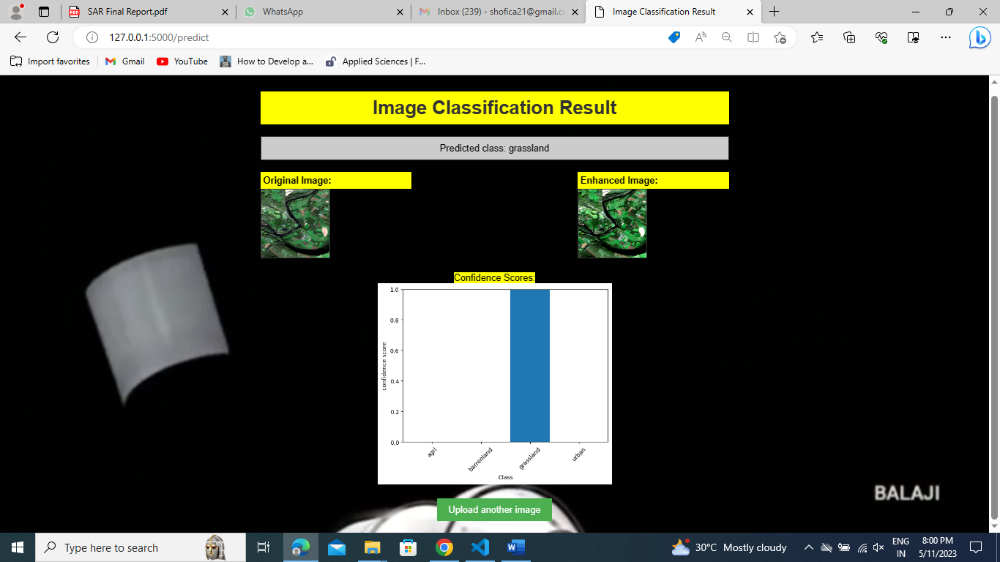 SAR Final Report.pdf
WhatsApp
Inbox (239) - shofica21@gmail.c
Image Classification Result
127.0.0.1:5000/predict
Import favorites
Gmail
YouTube
How to Develop a...
Applied Sciences | F...
Image Classification Result
Predicted class: grassland
Original Image:
Enhanced Image:
Confidence Scores:
1.0
0.8
0.6
0.4
0.2
0.0
confidence score
agri
barrenland
grassland
urban
Class
BALAJI
Upload another image
Type here to search
30°C Mostly cloudy
ENG
IN
8:00 PM
5/11/2023